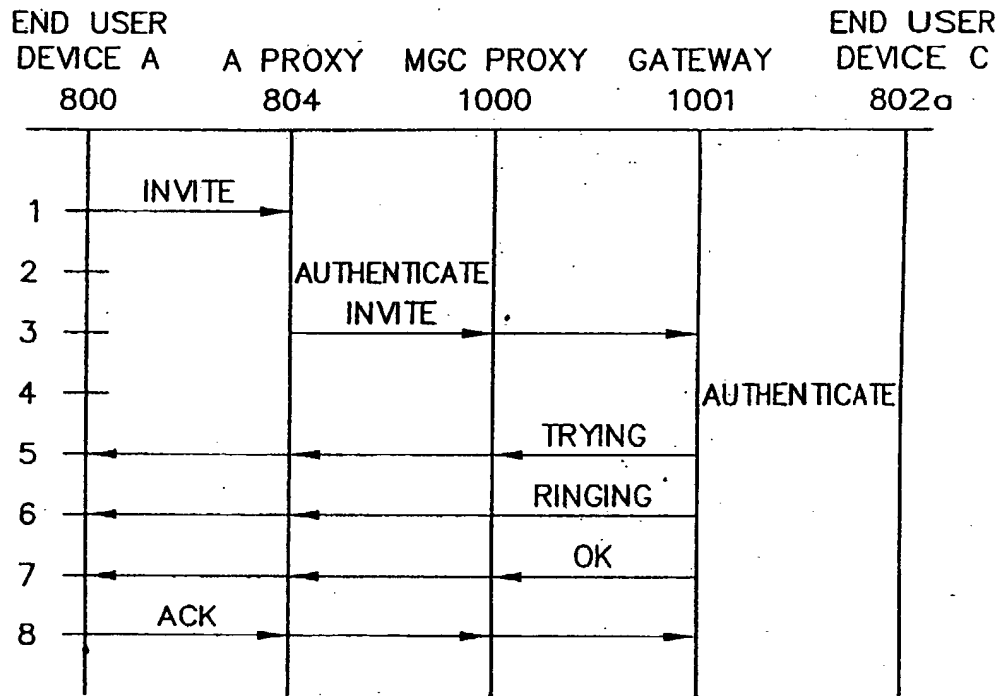 END USER DEVICE A
A PROXY
MGC PROXY
GATEWAY
END USER DEVICE C
800 804 1000 1001 802a
1 INVITE
2 AUTHENTICATE
3 INVITE
4 AUTHENTICATE
5 TRYING
6 RINGING
7 OK
8 ACK